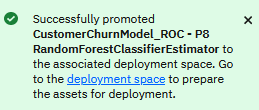 Successfully promoted
CustomerChurnModel_ROC - P8
RandomForestClassifierEstimator to
the associated deployment space. Go
to the deployment space to prepare
the assets for deployment.